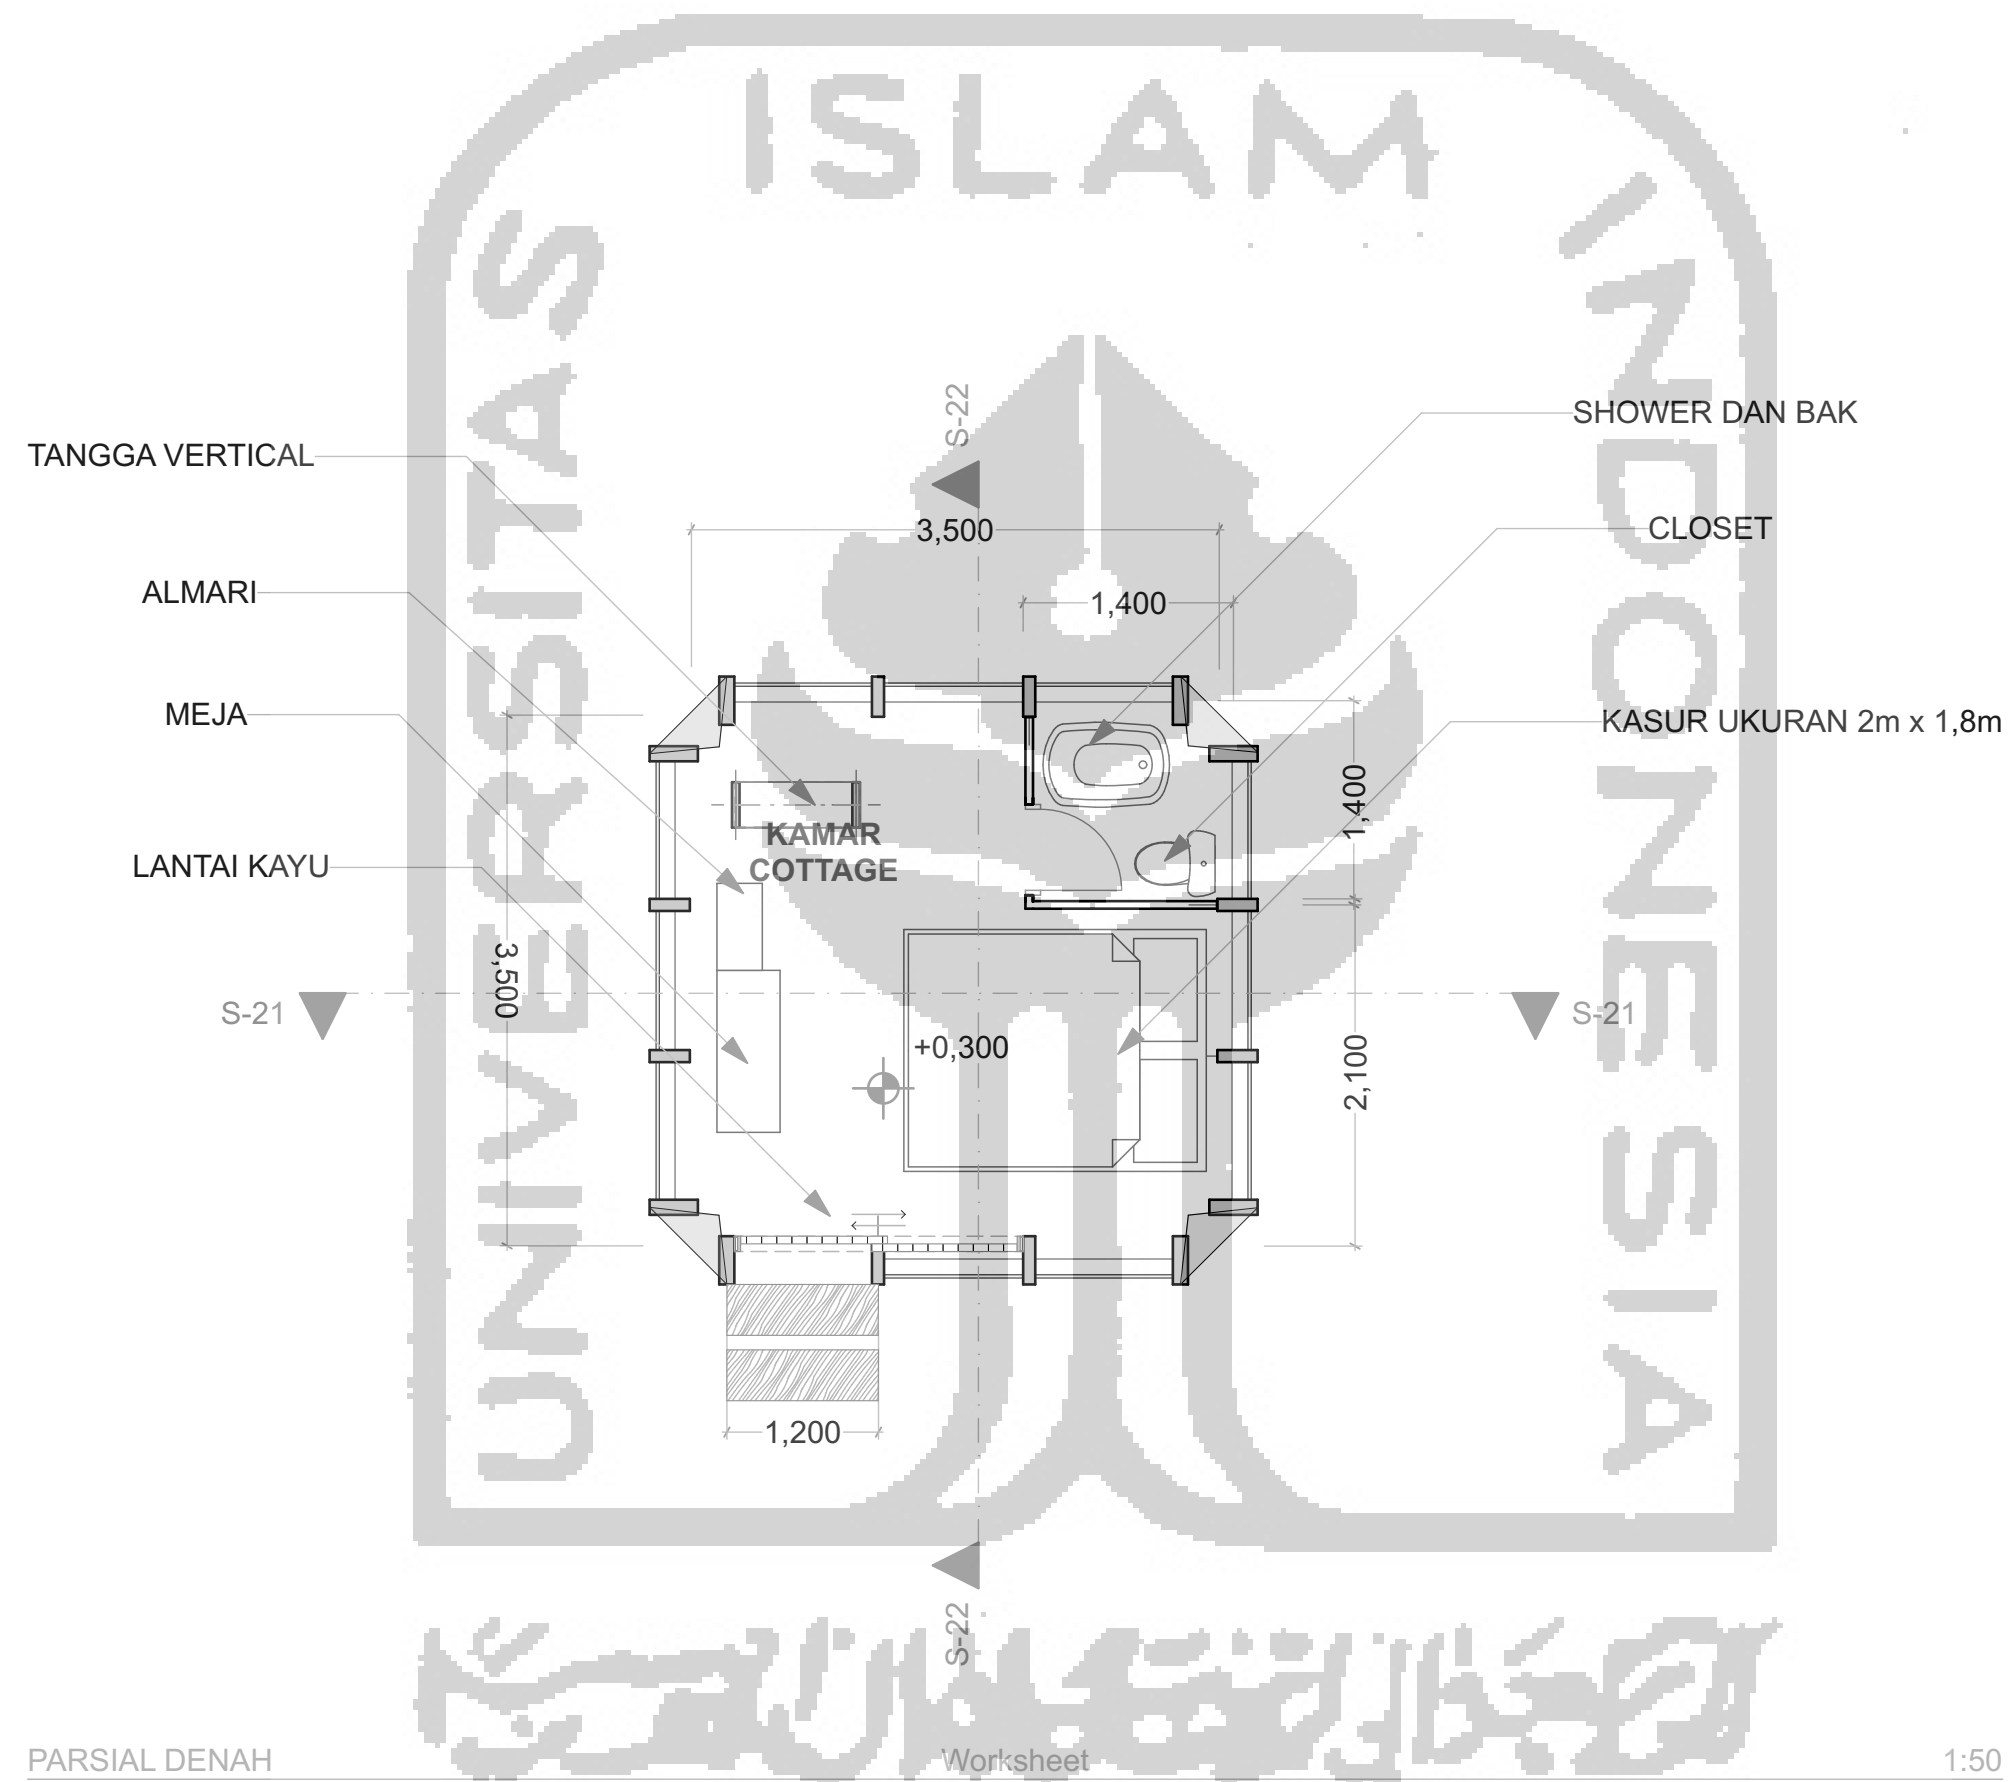 ISLAM
UNIVERSITAS
INDONESIA
S-22
SHOWER DAN BAK
TANGGA VERTICAL
3,500
CLOSET
ALMARI
1,400
MEJA
KASUR UKURAN 2m x 1,8m
1,400
KAMAR
COTTAGE
LANTAI KAYU
3,500
S-21
S-21
+0,300
2,100
1,200
S-22
PARSIAL DENAH
Worksheet
1:50